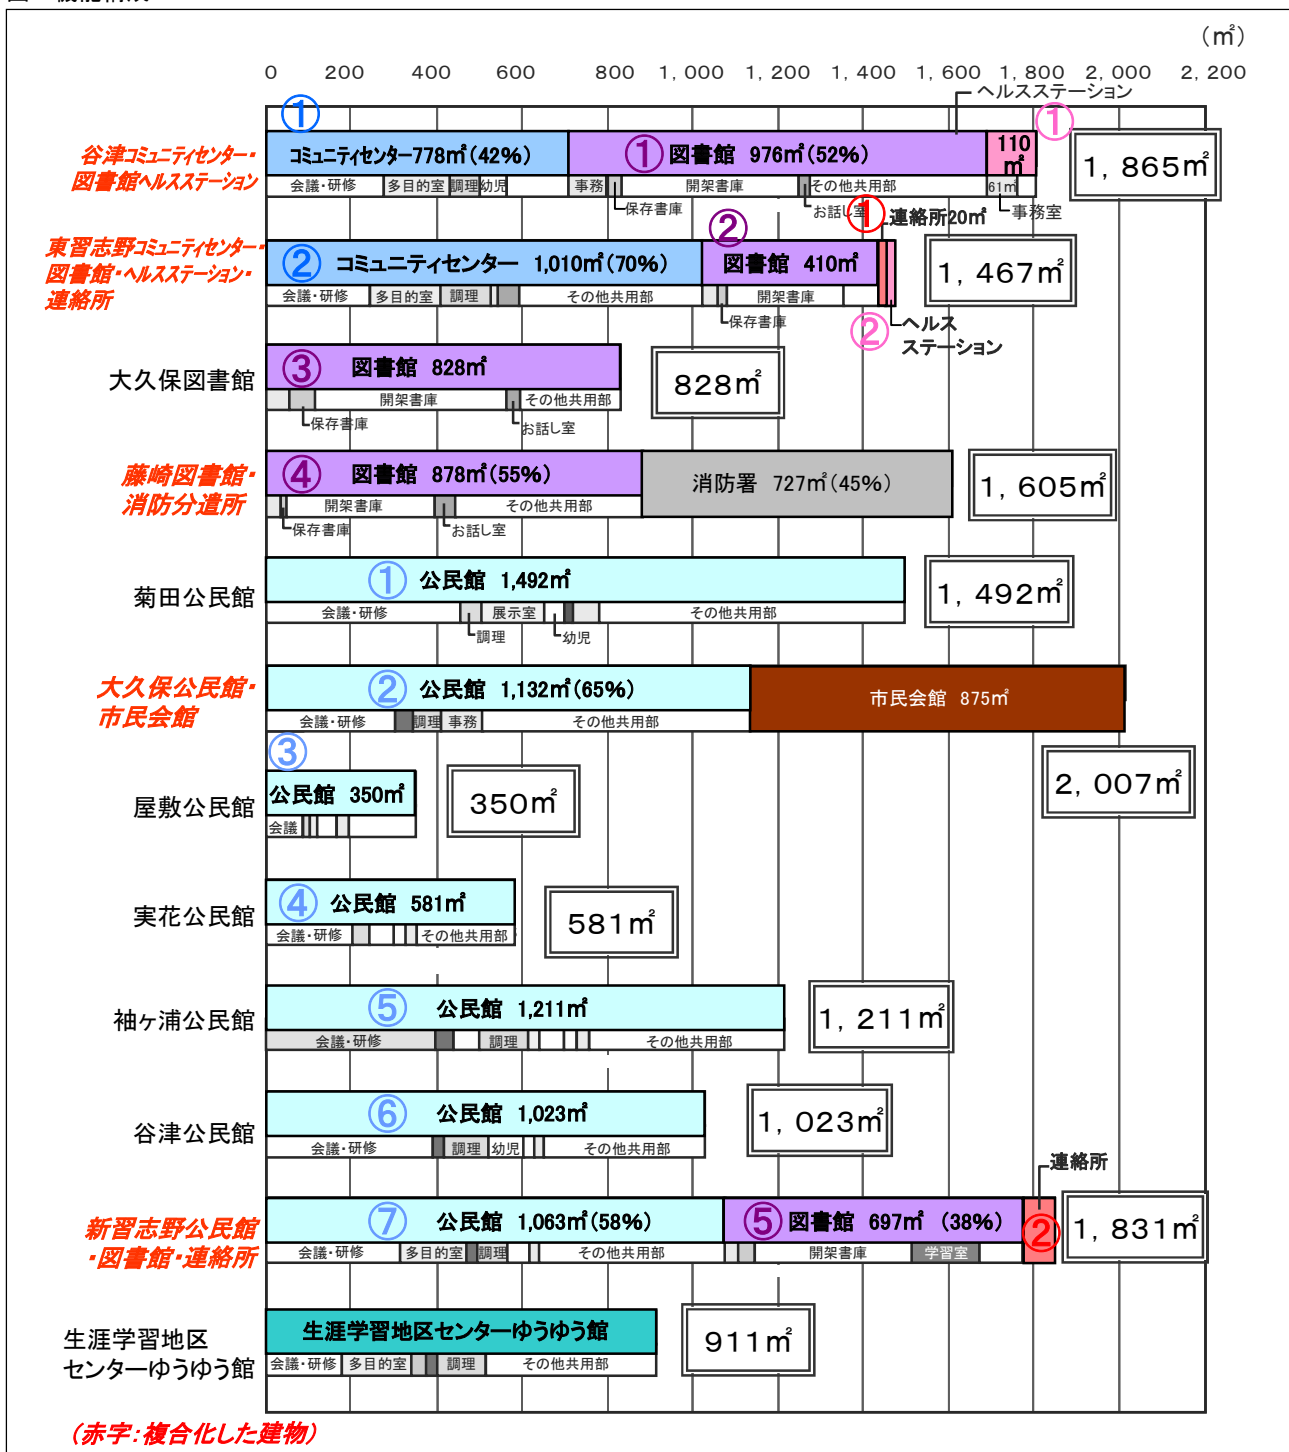 （㎡）
0 200 400 600 800 1,000 1,200 1,400 1,600 1,800 2,000 2,200
ヘルスステーション
① ①
谷津コミュニティセンター・
図書館ヘルスステーション
コミュニティセンター778㎡(42%) ① 図書館 976㎡(52%) 110㎡ 1,865㎡
会議・研修 多目的室 調理 幼児 事務 開架書庫 その他共用部 61㎡
保存書庫 お話し室 事務室
② ① 連絡所20㎡
東習志野コミュニティセンター・
図書館・ヘルスステーション・
連絡所
② コミュニティセンター 1,010㎡(70%) 図書館 410㎡ 1,467㎡
会議・研修 多目的室 調理 その他共用部 開架書庫
保存書庫 ② ヘルス
ステーション
大久保図書館 ③ 図書館 828㎡ 828㎡
開架書庫 その他共用部
保存書庫 お話し室
藤崎図書館・
消防分遣所
④ 図書館 878㎡(55%) 消防署 727㎡(45%) 1,605㎡
開架書庫 その他共用部
保存書庫 お話し室
菊田公民館 ① 公民館 1,492㎡ 1,492㎡
会議・研修 展示室 その他共用部
調理 幼児
大久保公民館・
市民会館
② 公民館 1,132㎡(65%) 市民会館 875㎡
会議・研修 調理 事務 その他共用部
2,007㎡
③
屋敷公民館 公民館 350㎡ 350㎡
会議
実花公民館 ④ 公民館 581㎡ 581㎡
会議・研修 その他共用部
袖ヶ浦公民館 ⑤ 公民館 1,211㎡ 1,211㎡
会議・研修 調理 その他共用部
谷津公民館 ⑥ 公民館 1,023㎡ 1,023㎡
会議・研修 調理 幼児 その他共用部
連絡所
新習志野公民館
・図書館・連絡所
⑦ 公民館 1,063㎡(58%) ⑤ 図書館 697㎡ (38%) ② 1,831㎡
会議・研修 多目的室 調理 その他共用部 開架書庫 学習室
生涯学習地区
センターゆうゆう館
生涯学習地区センターゆうゆう館 911㎡
会議・研修 多目的室 調理 その他共用部
（赤字：複合化した建物）